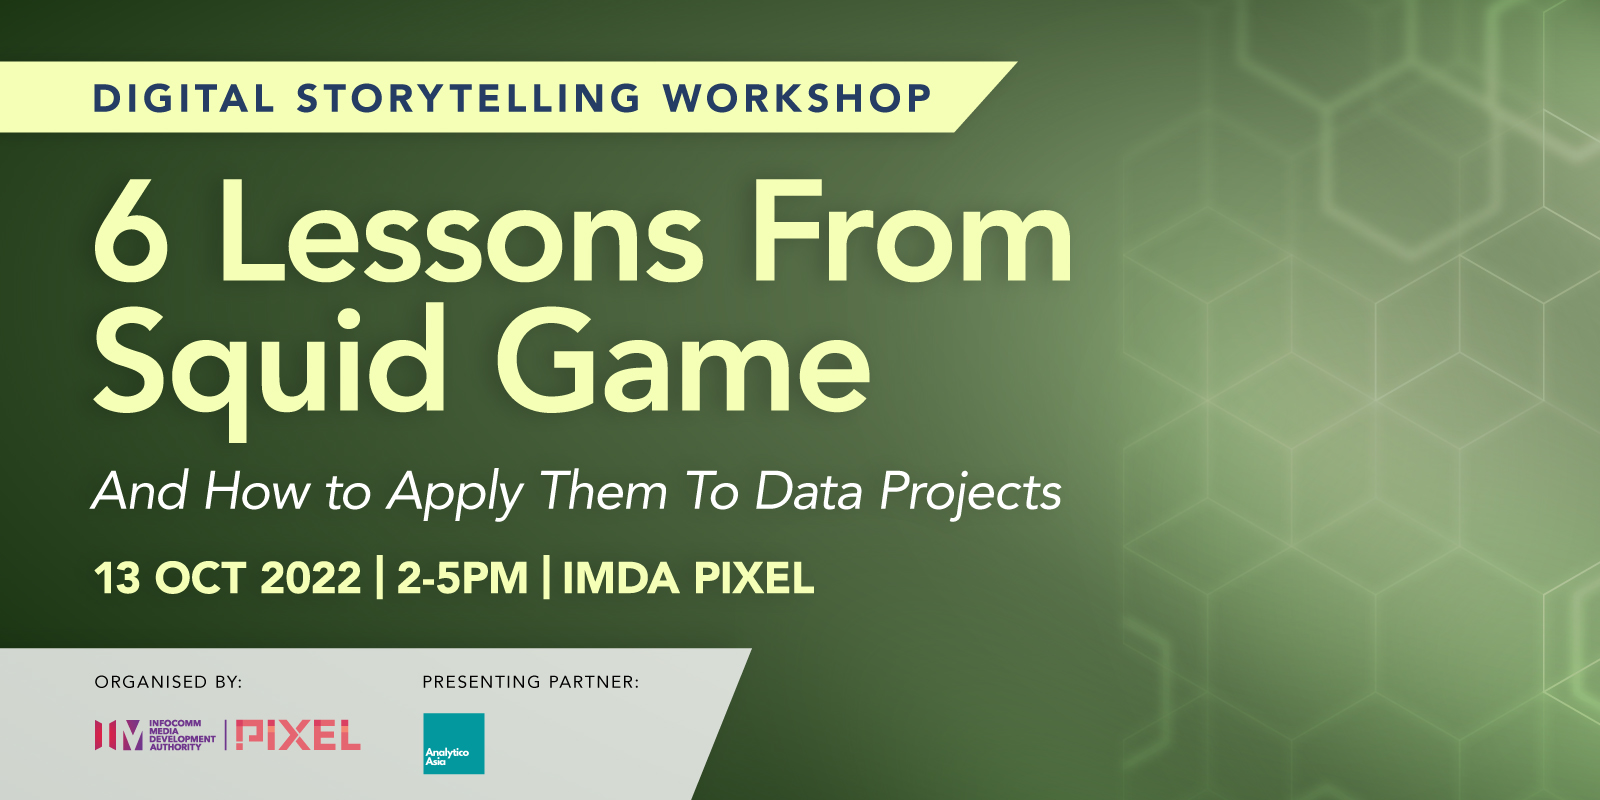 DIGITAL STORYTELLING WORKSHOP
6 Lessons From
Squid Game
And How to Apply Them To Data Projects
13 OCT 2022 | 2-5PM | IMDA PIXEL
ORGANISED BY:
PRESENTING PARTNER:
INFOCOMM
MEDIA
DEVELOPMENT
AUTHORITY
PIXEL
Analytico
Asia